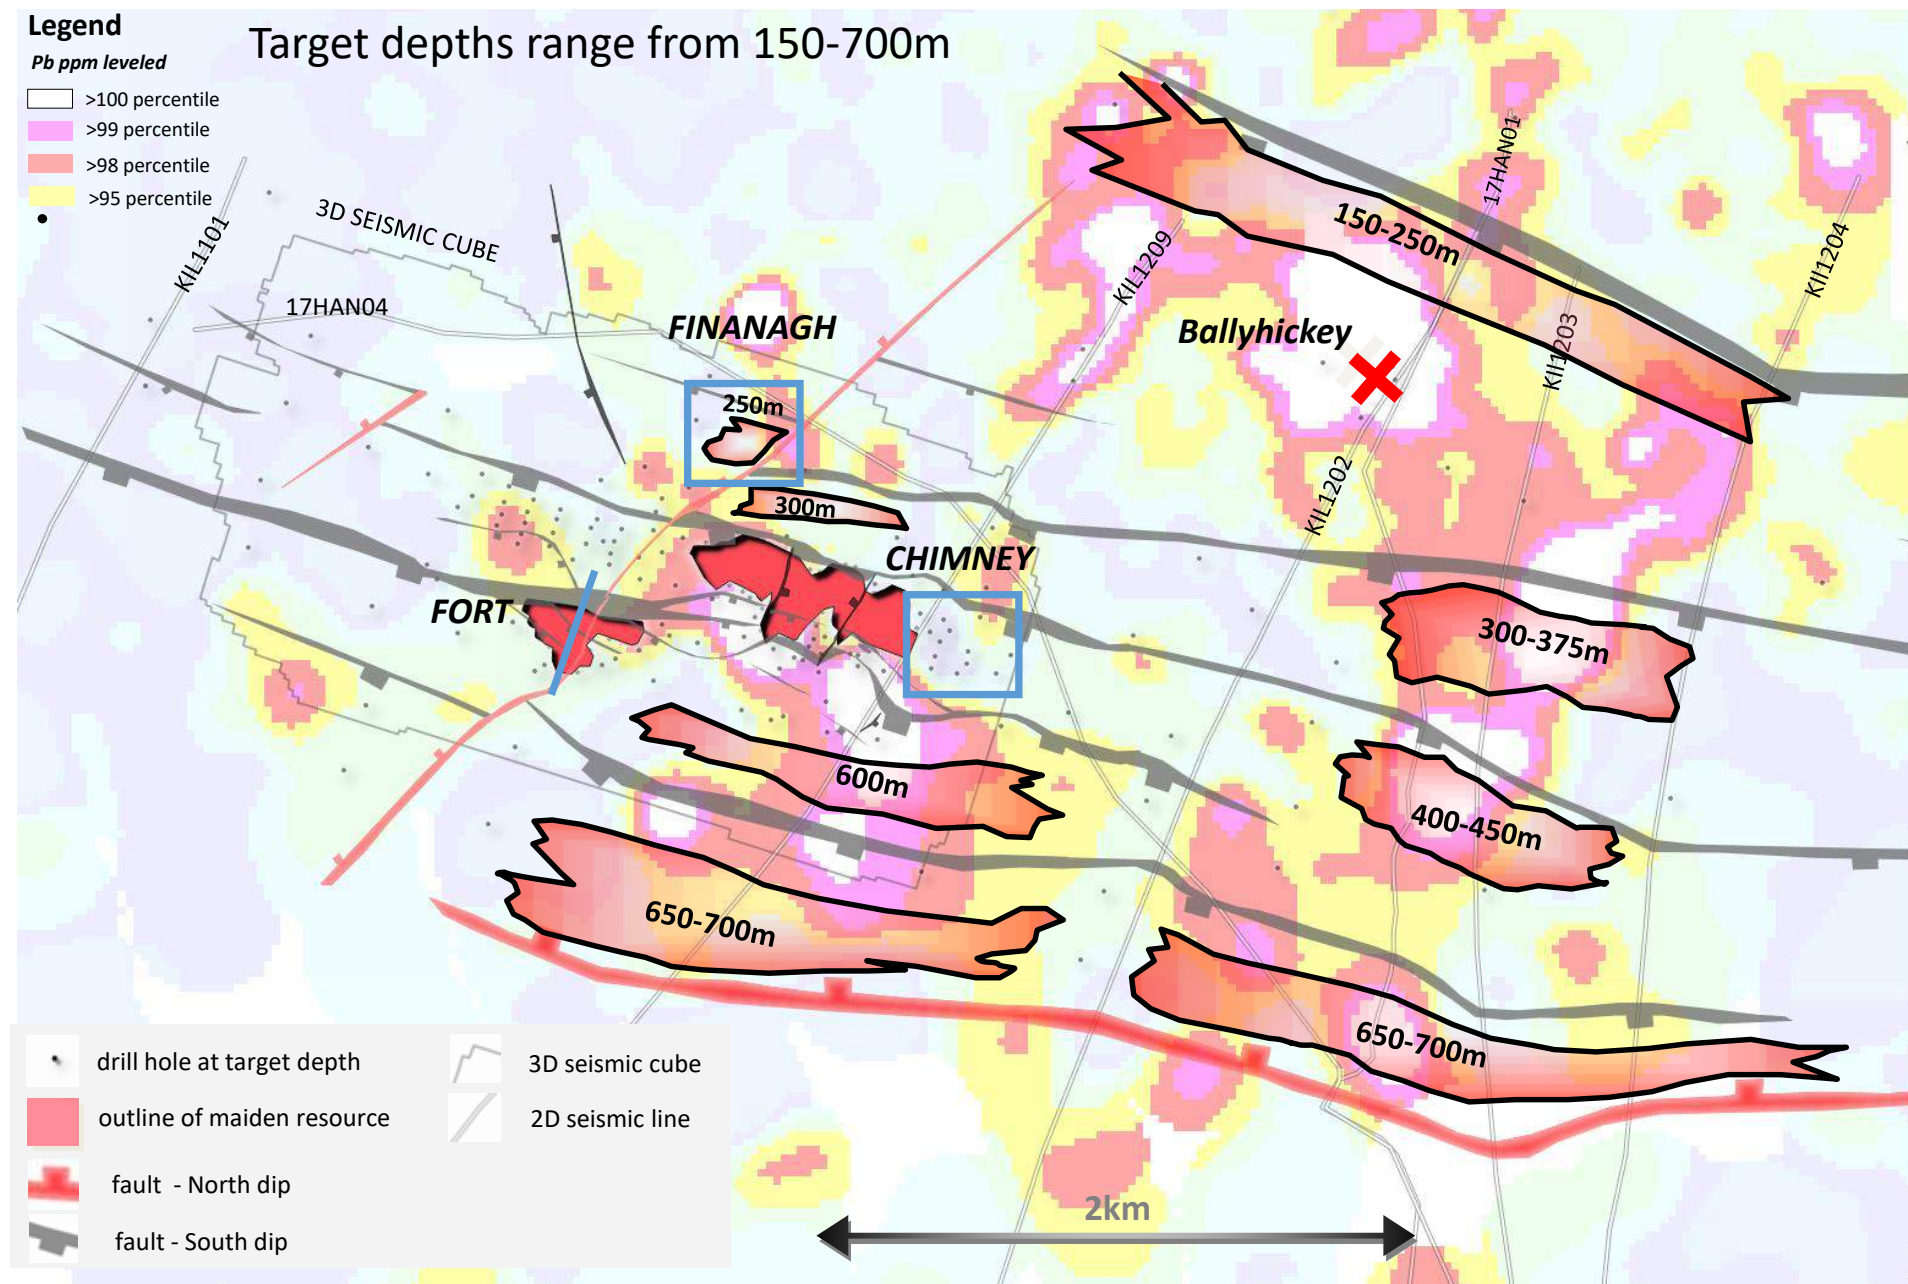 Legend
Target depths range from 150-700m
Pb ppm leveled
>100 percentile
>99 percentile
>98 percentile
>95 percentile
KIL1101
3D SEISMIC CUBE
17HAN04
FINANAGH
250m
300m
CHIMNEY
FORT
KIL1209
Ballyhickey
150-250m
17HAN01
KIl1203
KIl1204
KIL1202
300-375m
400-450m
600m
650-700m
650-700m
drill hole at target depth
3D seismic cube
outline of maiden resource
2D seismic line
fault - North dip
fault - South dip
2km